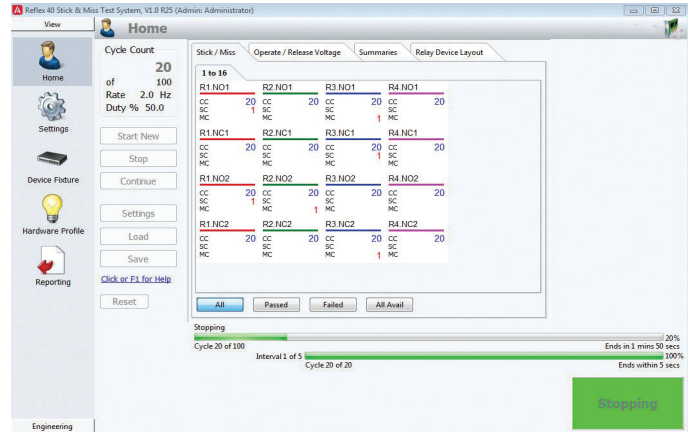 Reflex 40 Stick & Miss Test System, V1.0 R25 (Admin: Administrator)
View
Home
Settings
Device Fixture
Hardware Profile
Reporting
Engineering
Home
Cycle Count
20
of 100
Rate 2.0 Hz
Duty % 50.0
Start New
Stop
Continue
Settings
Load
Save
Click or F1 for Help
Reset
Stick / Miss Operate / Release Voltage Summaries Relay Device Layout
1 to 16
R1.NO1 R2.NO1 R3.NO1 R4.NO1
CC 20 CC 20 CC 20 CC 20
SC 1 SC SC SC
MC MC MC 1 MC
R1.NC1 R2.NC1 R3.NC1 R4.NC1
CC 20 CC 20 CC 20 CC 20
SC SC SC 1 SC
MC MC MC MC
R1.NO2 R2.NO2 R3.NO2 R4.NO2
CC 20 CC 20 CC 20 CC 20
SC 1 SC SC SC
MC MC 1 MC MC
R1.NC2 R2.NC2 R3.NC2 R4.NC2
CC 20 CC 20 CC 20 CC 20
SC SC SC SC
MC MC MC 1 MC
All Passed Failed All Avail
Stopping
20%
Cycle 20 of 100 Ends in 1 mins 50 secs
Interval 1 of 5 100%
Cycle 20 of 20 Ends within 5 secs
Stopping